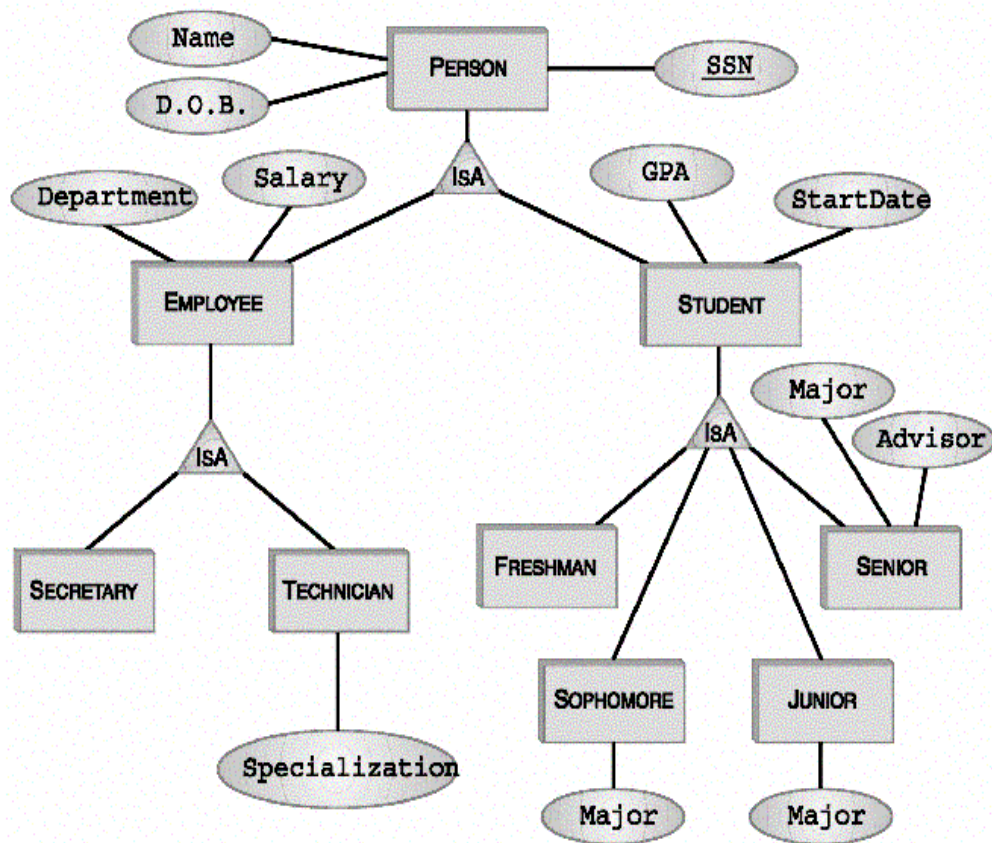 Name
PERSON
SSN
D.O.B.
IsA
Department
Salary
GPA
StartDate
EMPLOYEE
STUDENT
Major
Advisor
IsA
IsA
SECRETARY
TECHNICIAN
FRESHMAN
SENIOR
SOPHOMORE
JUNIOR
Specialization
Major
Major